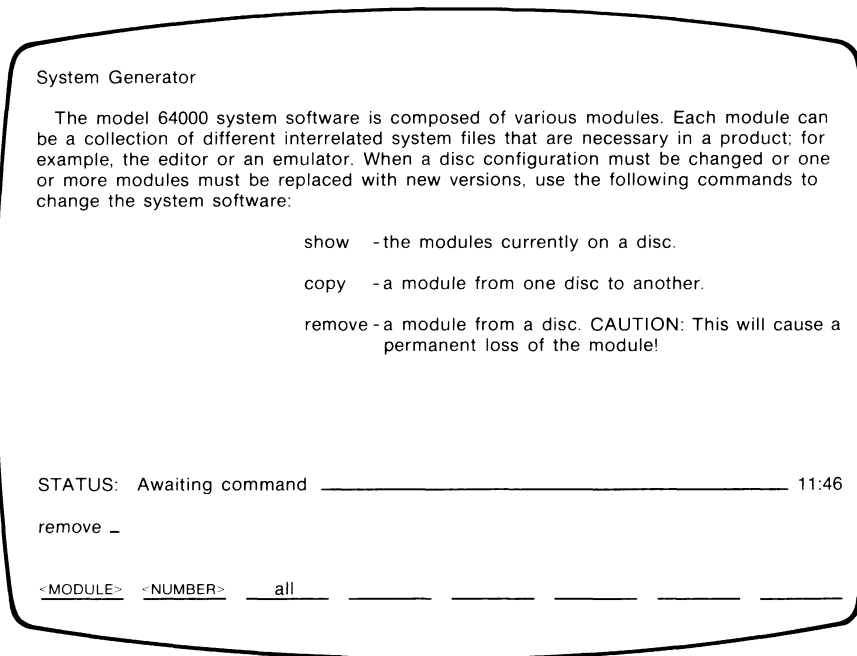 System Generator
The model 64000 system software is composed of various modules. Each module can
be a collection of different interrelated system files that are necessary in a product; for
example, the editor or an emulator. When a disc configuration must be changed or one
or more modules must be replaced with new versions, use the following commands to
change the system software:
show - the modules currently on a disc.
copy - a module from one disc to another.
remove - a module from a disc. CAUTION: This will cause a
permanent loss of the module!
STATUS: Awaiting command 11:46
remove _
<MODULE> <NUMBER> all